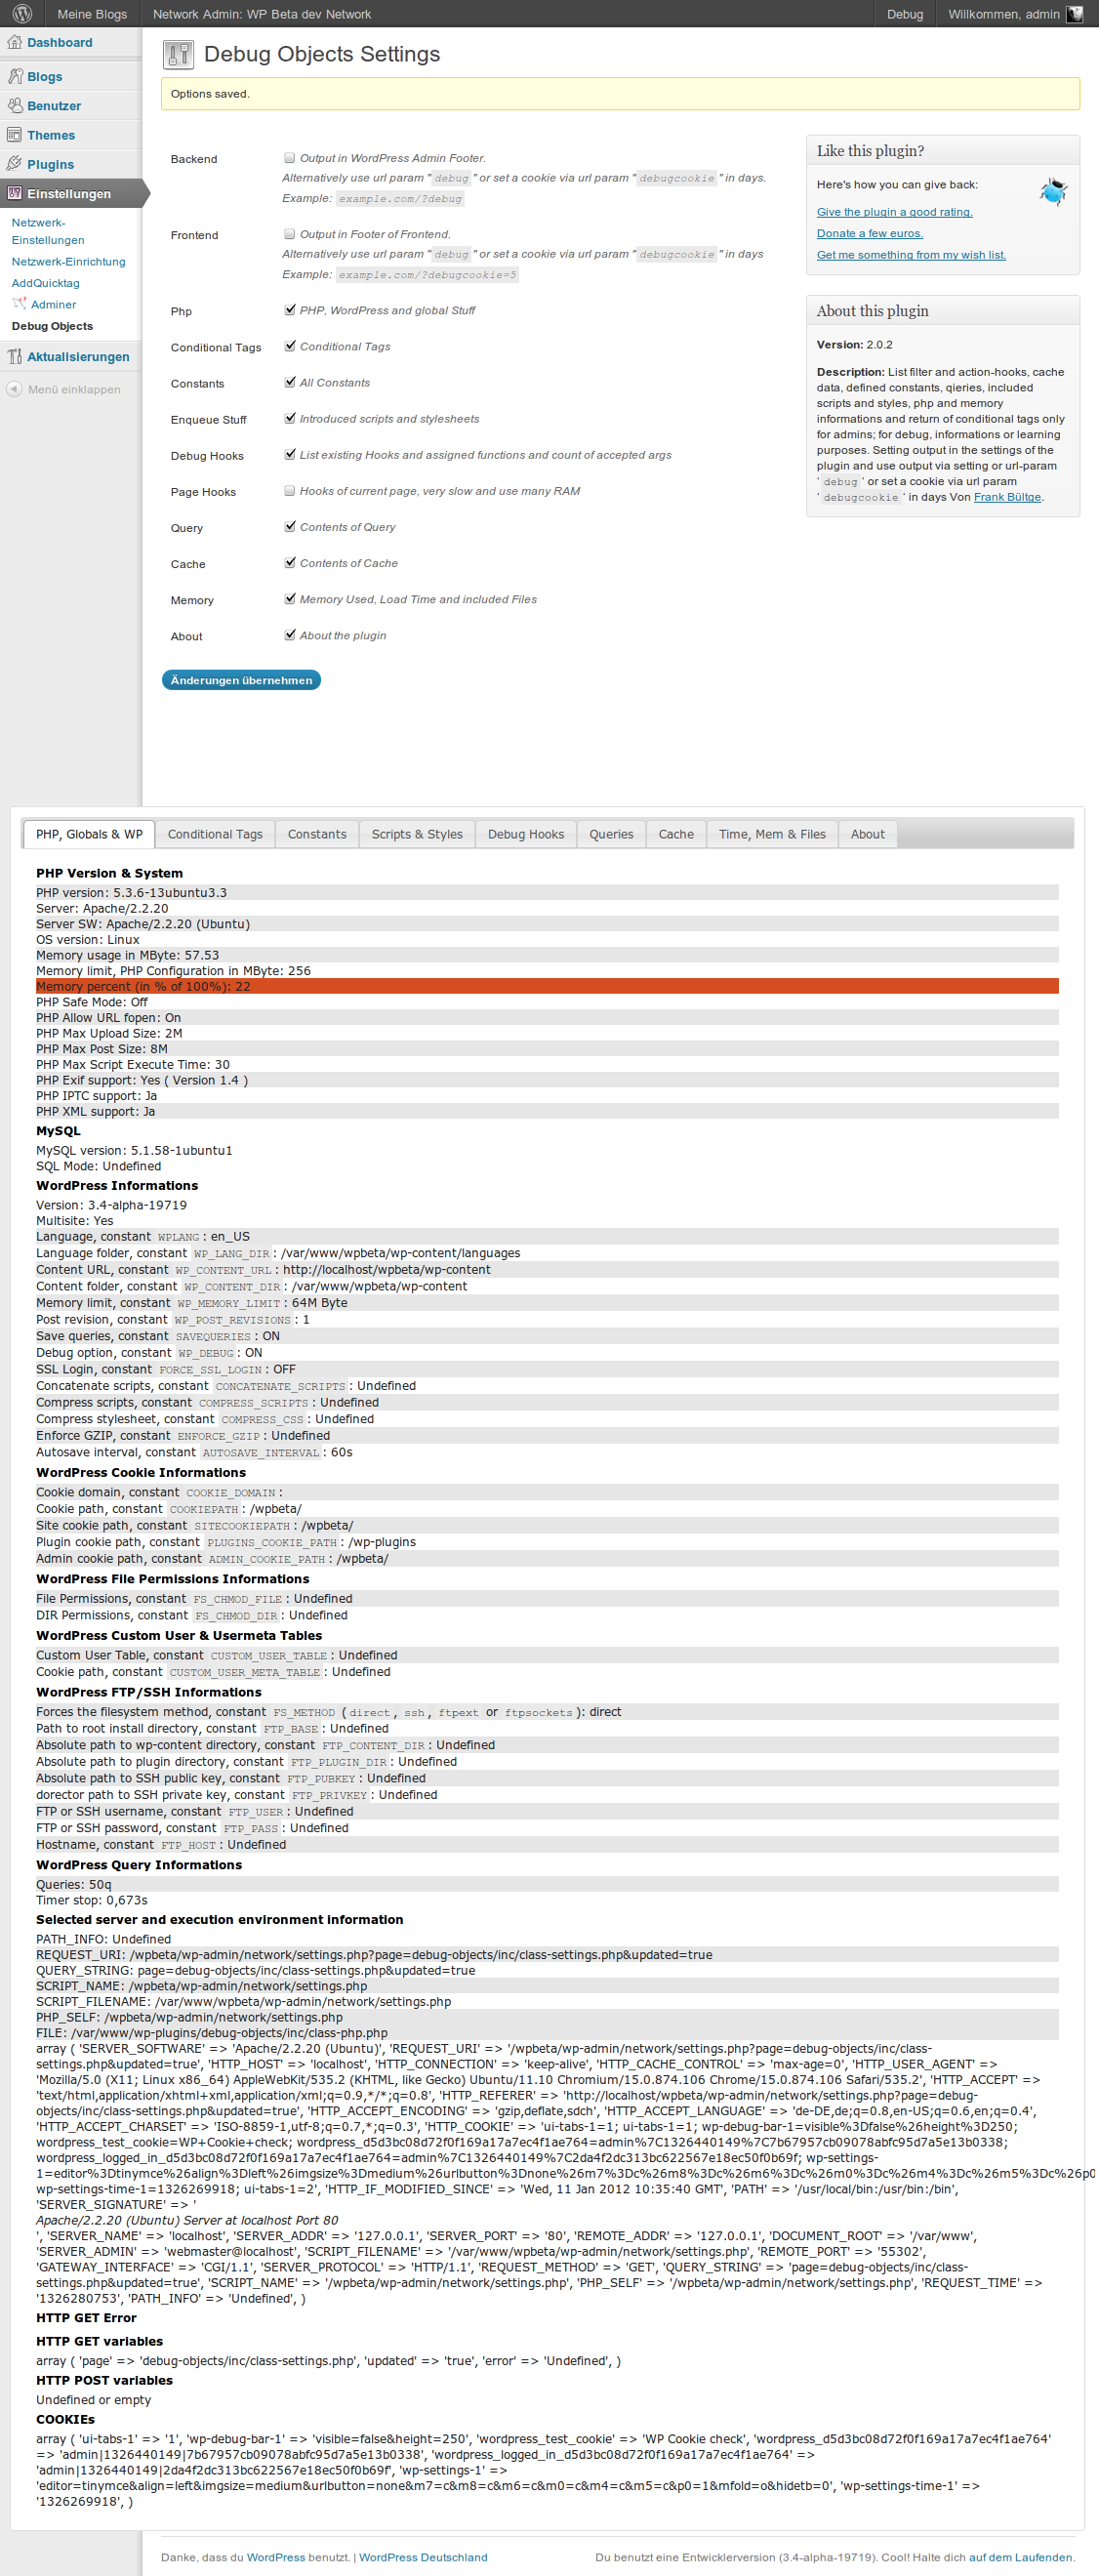 Meine Blogs
Network Admin: WP Beta dev Network
Debug
Willkommen, admin
Dashboard
Blogs
Benutzer
Themes
Plugins
Einstellungen
Netzwerk-
Einstellungen
Netzwerk-Einrichtung
AddQuicktag
Adminer
Debug Objects
Aktualisierungen
Menü einklappen
Debug Objects Settings
Options saved.
Backend
Output in WordPress Admin Footer.
Alternatively use url param "debug" or set a cookie via url param "debugcookie" in days.
Example: example.com/?debug
Frontend
Output in Footer of Frontend.
Alternatively use url param "debug" or set a cookie via url param "debugcookie" in days
Example: example.com/?debugcookie=5
Php PHP, WordPress and global Stuff
Conditional Tags Conditional Tags
Constants All Constants
Enqueue Stuff Introduced scripts and stylesheets
Debug Hooks List existing Hooks and assigned functions and count of accepted args
Page Hooks Hooks of current page, very slow and use many RAM
Query Contents of Query
Cache Contents of Cache
Memory Memory Used, Load Time and included Files
About About the plugin
Änderungen übernehmen
Like this plugin?
Here's how you can give back:
Give the plugin a good rating.
Donate a few euros.
Get me something from my wish list.
About this plugin
Version: 2.0.2
Description: List filter and action-hooks, cache
data, defined constants, qieries, included
scripts and styles, php and memory
informations and return of conditional tags only
for admins; for debug, informations or learning
purposes. Setting output in the settings of the
plugin and use output via setting or url-param
'debug' or set a cookie via url param
'debugcookie' in days Von Frank Bültge.
PHP, Globals & WP
Conditional Tags
Constants
Scripts & Styles
Debug Hooks
Queries
Cache
Time, Mem & Files
About
PHP Version & System
PHP version: 5.3.6-13ubuntu3.3
Server: Apache/2.2.20
Server SW: Apache/2.2.20 (Ubuntu)
OS version: Linux
Memory usage in MByte: 57.53
Memory limit, PHP Configuration in MByte: 256
Memory percent (in % of 100%): 22
PHP Safe Mode: Off
PHP Allow URL fopen: On
PHP Max Upload Size: 2M
PHP Max Post Size: 8M
PHP Max Script Execute Time: 30
PHP Exif support: Yes ( Version 1.4 )
PHP IPTC support: Ja
PHP XML support: Ja
MySQL
MySQL version: 5.1.58-1ubuntu1
SQL Mode: Undefined
WordPress Informations
Version: 3.4-alpha-19719
Multisite: Yes
Language, constant WPLANG: en_US
Language folder, constant WP_LANG_DIR: /var/www/wpbeta/wp-content/languages
Content URL, constant WP_CONTENT_URL: http://localhost/wpbeta/wp-content
Content folder, constant WP_CONTENT_DIR: /var/www/wpbeta/wp-content
Memory limit, constant WP_MEMORY_LIMIT: 64M Byte
Post revision, constant WP_POST_REVISIONS: 1
Save queries, constant SAVEQUERIES: ON
Debug option, constant WP_DEBUG: ON
SSL Login, constant FORCE_SSL_LOGIN: OFF
Concatenate scripts, constant CONCATENATE_SCRIPTS: Undefined
Compress scripts, constant COMPRESS_SCRIPTS: Undefined
Compress stylesheet, constant COMPRESS_CSS: Undefined
Enforce GZIP, constant ENFORCE_GZIP: Undefined
Autosave interval, constant AUTOSAVE_INTERVAL: 60s
WordPress Cookie Informations
Cookie domain, constant COOKIE_DOMAIN:
Cookie path, constant COOKIEPATH: /wpbeta/
Site cookie path, constant SITECOOKIEPATH: /wpbeta/
Plugin cookie path, constant PLUGINS_COOKIE_PATH: /wp-plugins
Admin cookie path, constant ADMIN_COOKIE_PATH: /wpbeta/
WordPress File Permissions Informations
File Permissions, constant FS_CHMOD_FILE: Undefined
DIR Permissions, constant FS_CHMOD_DIR: Undefined
WordPress Custom User & Usermeta Tables
Custom User Table, constant CUSTOM_USER_TABLE: Undefined
Cookie path, constant CUSTOM_USER_META_TABLE: Undefined
WordPress FTP/SSH Informations
Forces the filesystem method, constant FS_METHOD (direct, ssh, ftpext or ftpsockets): direct
Path to root install directory, constant FTP_BASE: Undefined
Absolute path to wp-content directory, constant FTP_CONTENT_DIR: Undefined
Absolute path to plugin directory, constant FTP_PLUGIN_DIR: Undefined
Absolute path to SSH public key, constant FTP_PUBKEY: Undefined
dorector path to SSH private key, constant FTP_PRIVKEY: Undefined
FTP or SSH username, constant FTP_USER: Undefined
FTP or SSH password, constant FTP_PASS: Undefined
Hostname, constant FTP_HOST: Undefined
WordPress Query Informations
Queries: 50q
Timer stop: 0,673s
Selected server and execution environment information
PATH_INFO: Undefined
REQUEST_URI: /wpbeta/wp-admin/network/settings.php?page=debug-objects/inc/class-settings.php&updated=true
QUERY_STRING: page=debug-objects/inc/class-settings.php&updated=true
SCRIPT_NAME: /wpbeta/wp-admin/network/settings.php
SCRIPT_FILENAME: /var/www/wpbeta/wp-admin/network/settings.php
PHP_SELF: /wpbeta/wp-admin/network/settings.php
FILE: /var/www/wp-plugins/debug-objects/inc/class-php.php
array ( 'SERVER_SOFTWARE' => 'Apache/2.2.20 (Ubuntu)', 'REQUEST_URI' => '/wpbeta/wp-admin/network/settings.php?page=debug-objects/inc/class-
settings.php&updated=true', 'HTTP_HOST' => 'localhost', 'HTTP_CONNECTION' => 'keep-alive', 'HTTP_CACHE_CONTROL' => 'max-age=0', 'HTTP_USER_AGENT' =>
'Mozilla/5.0 (X11; Linux x86_64) AppleWebKit/535.2 (KHTML, like Gecko) Ubuntu/11.10 Chromium/15.0.874.106 Chrome/15.0.874.106 Safari/535.2', 'HTTP_ACCEPT' =>
'text/html,application/xhtml+xml,application/xml;q=0.9,*/*;q=0.8', 'HTTP_REFERER' => 'http://localhost/wpbeta/wp-admin/network/settings.php?page=debug-
objects/inc/class-settings.php&updated=true', 'HTTP_ACCEPT_ENCODING' => 'gzip,deflate,sdch', 'HTTP_ACCEPT_LANGUAGE' => 'de-DE,de;q=0.8,en-US;q=0.6,en;q=0.4',
'HTTP_ACCEPT_CHARSET' => 'ISO-8859-1,utf-8;q=0.7,*;q=0.3', 'HTTP_COOKIE' => 'ui-tabs-1=1; ui-tabs-1=1; wp-debug-bar-1=visible%3Dfalse%26height%3D250;
wordpress_test_cookie=WP+Cookie+check; wordpress_d5d3bc08d72f0f169a17a7ec4f1ae764=admin%7C1326440149%7C7b67957cb09078abfc95d7a5e13b0338;
wordpress_logged_in_d5d3bc08d72f0f169a17a7ec4f1ae764=admin%7C1326440149%7C2da4f2dc313bc622567e18ec50f0b69f; wp-settings-
1=editor%3Dtinymce%26align%3Dleft%26imgsize%3Dmedium%26urlbutton%3Dnone%26m7%3Dc%26m8%3Dc%26m6%3Dc%26m0%3Dc%26m4%3Dc%26m5%3Dc%26p0
wp-settings-time-1=1326269918; ui-tabs-1=2', 'HTTP_IF_MODIFIED_SINCE' => 'Wed, 11 Jan 2012 10:35:40 GMT', 'PATH' => '/usr/local/bin:/usr/bin:/bin',
'SERVER_SIGNATURE' => '
Apache/2.2.20 (Ubuntu) Server at localhost Port 80
', 'SERVER_NAME' => 'localhost', 'SERVER_ADDR' => '127.0.0.1', 'SERVER_PORT' => '80', 'REMOTE_ADDR' => '127.0.0.1', 'DOCUMENT_ROOT' => '/var/www',
'SERVER_ADMIN' => 'webmaster@localhost', 'SCRIPT_FILENAME' => '/var/www/wpbeta/wp-admin/network/settings.php', 'REMOTE_PORT' => '55302',
'GATEWAY_INTERFACE' => 'CGI/1.1', 'SERVER_PROTOCOL' => 'HTTP/1.1', 'REQUEST_METHOD' => 'GET', 'QUERY_STRING' => 'page=debug-objects/inc/class-
settings.php&updated=true', 'SCRIPT_NAME' => '/wpbeta/wp-admin/network/settings.php', 'PHP_SELF' => '/wpbeta/wp-admin/network/settings.php', 'REQUEST_TIME' =>
'1326280753', 'PATH_INFO' => 'Undefined', )
HTTP GET Error
HTTP GET variables
array ( 'page' => 'debug-objects/inc/class-settings.php', 'updated' => 'true', 'error' => 'Undefined', )
HTTP POST variables
Undefined or empty
COOKIEs
array ( 'ui-tabs-1' => '1', 'wp-debug-bar-1' => 'visible=false&height=250', 'wordpress_test_cookie' => 'WP Cookie check', 'wordpress_d5d3bc08d72f0f169a17a7ec4f1ae764'
=> 'admin|1326440149|7b67957cb09078abfc95d7a5e13b0338', 'wordpress_logged_in_d5d3bc08d72f0f169a17a7ec4f1ae764' =>
'admin|1326440149|2da4f2dc313bc622567e18ec50f0b69f', 'wp-settings-1' =>
'editor=tinymce&align=left&imgsize=medium&urlbutton=none&m7=c&m8=c&m6=c&m0=c&m4=c&m5=c&p0=1&mfold=o&hidetb=0', 'wp-settings-time-1' =>
'1326269918', )
Danke, dass du WordPress benutzt. | WordPress Deutschland
Du benutzt eine Entwicklerversion (3.4-alpha-19719). Cool! Halte dich auf dem Laufenden.